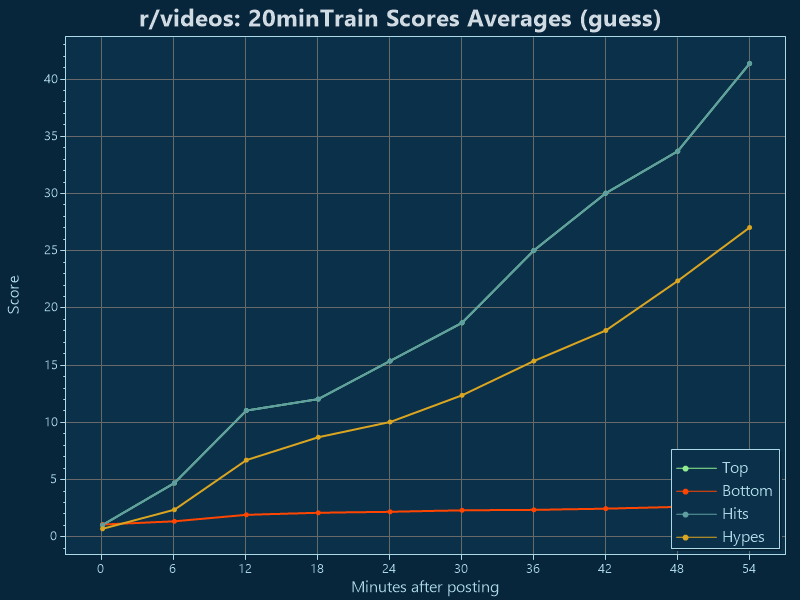 r/videos: 20minTrain Scores Averages (guess)
40
35
30
25
20
15
10
5
0
Score
0 6 12 18 24 30 36 42 48 54
Minutes after posting
Top
Bottom
Hits
Hypes